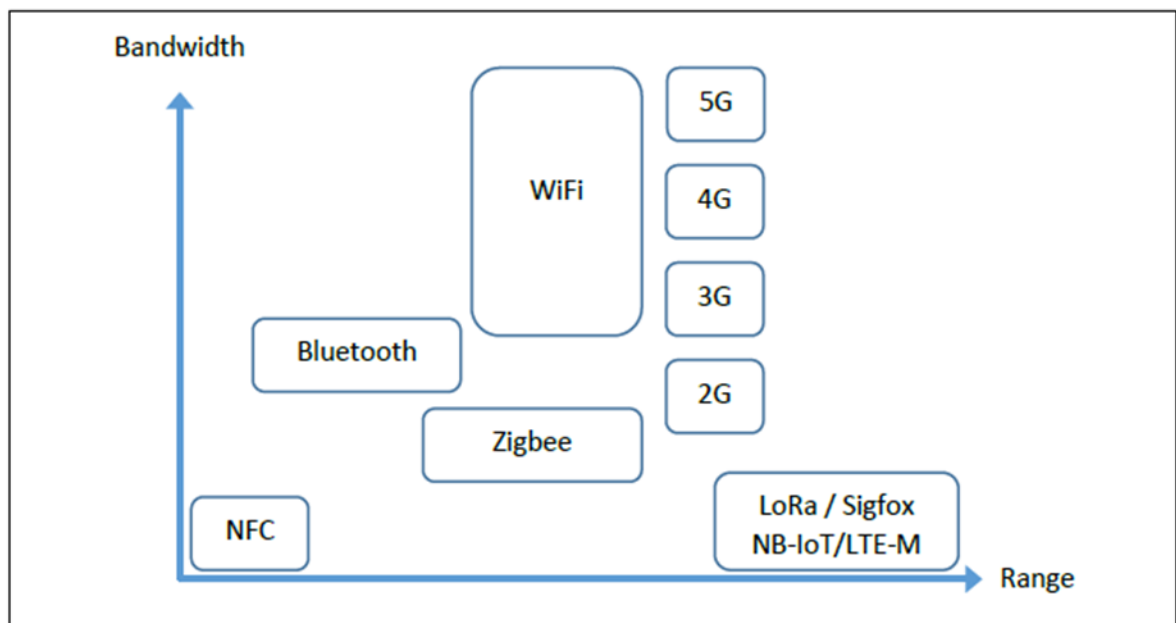 Bandwidth
5G
WiFi
4G
3G
Bluetooth
2G
Zigbee
LoRa / Sigfox
NB-IoT/LTE-M
NFC
Range